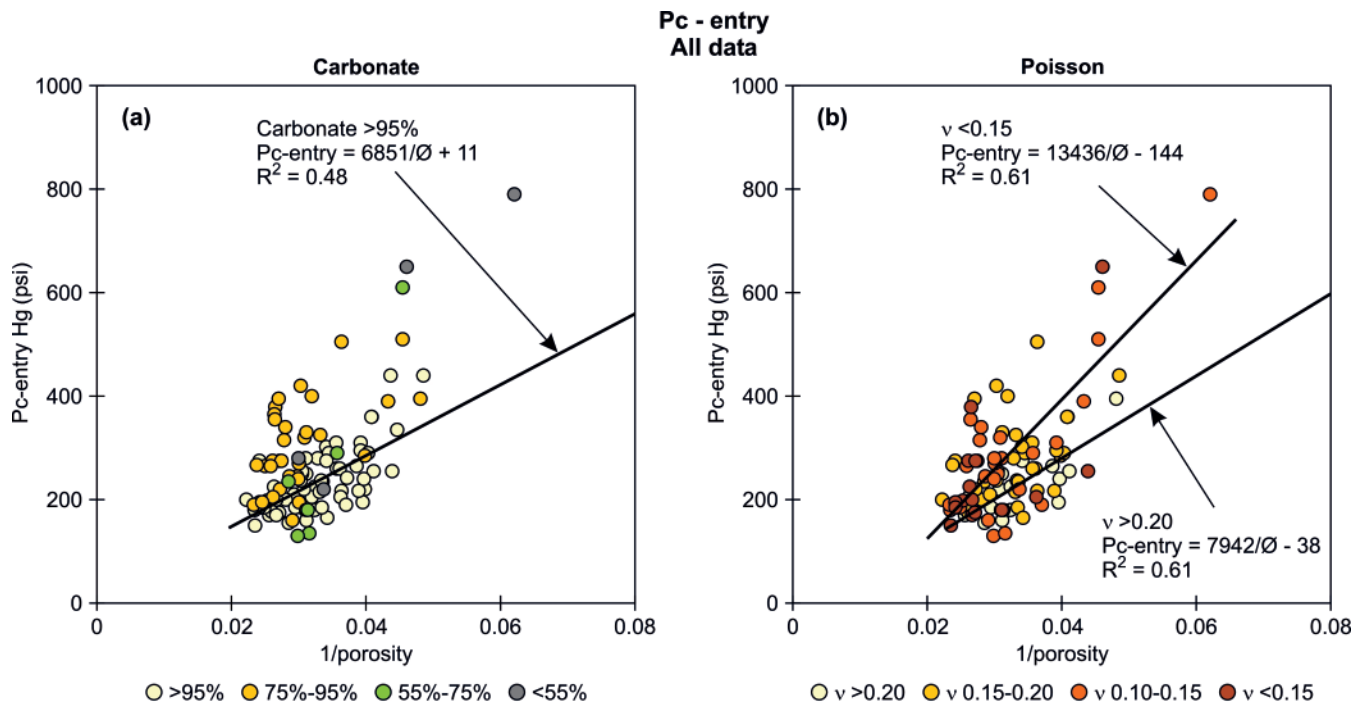 Pc - entry
All data
Carbonate
(a)
Carbonate >95%
Pc-entry = 6851/Ø + 11
R² = 0.48
1000
800
600
400
200
0
Pc-entry Hg (psi)
0
0.02
0.04
0.06
0.08
1/porosity
>95%
75%-95%
55%-75%
<55%
Poisson
(b)
ν <0.15
Pc-entry = 13436/Ø - 144
R² = 0.61
ν >0.20
Pc-entry = 7942/Ø - 38
R² = 0.61
1000
800
600
400
200
0
Pc-entry Hg (psi)
0
0.02
0.04
0.06
0.08
1/porosity
ν >0.20
ν 0.15-0.20
ν 0.10-0.15
ν <0.15